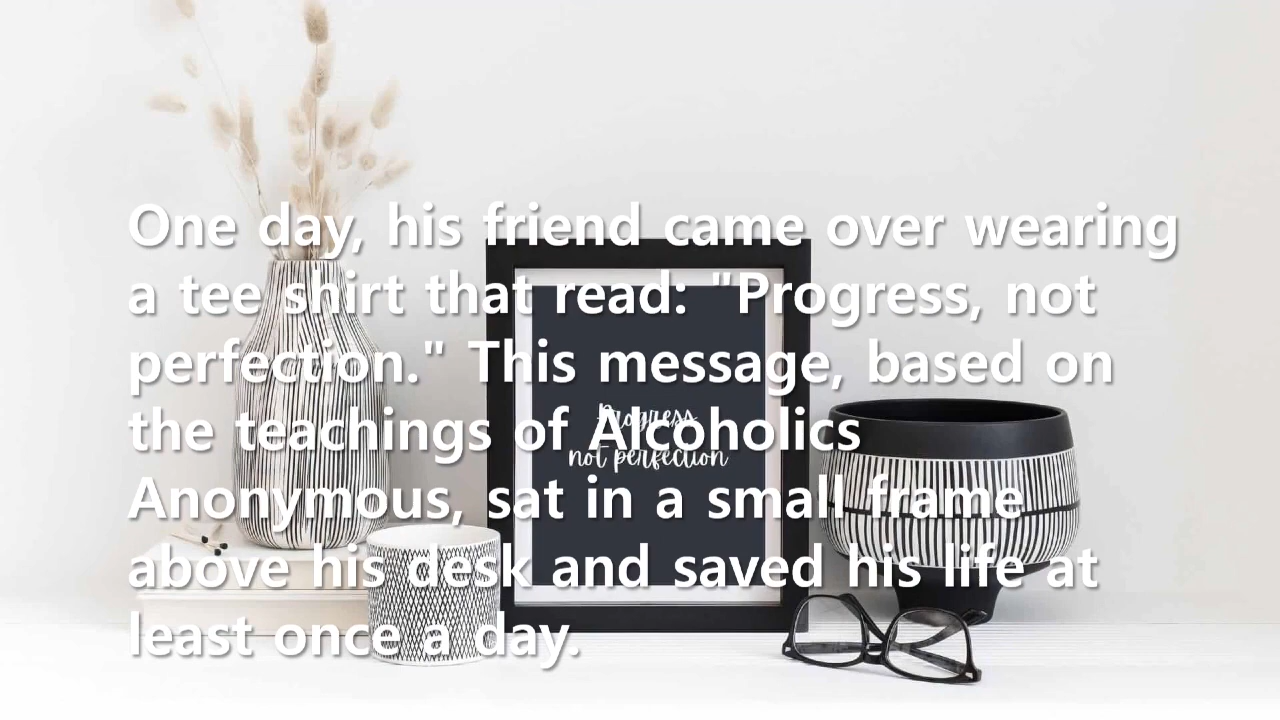 One day, his friend came over wearing
a tee shirt that read: "Progress, not
perfection." This message, based on
the teachings of Alcoholics
Anonymous, sat in a small frame
above his desk and saved his life at
least once a day.
Progress
not perfection